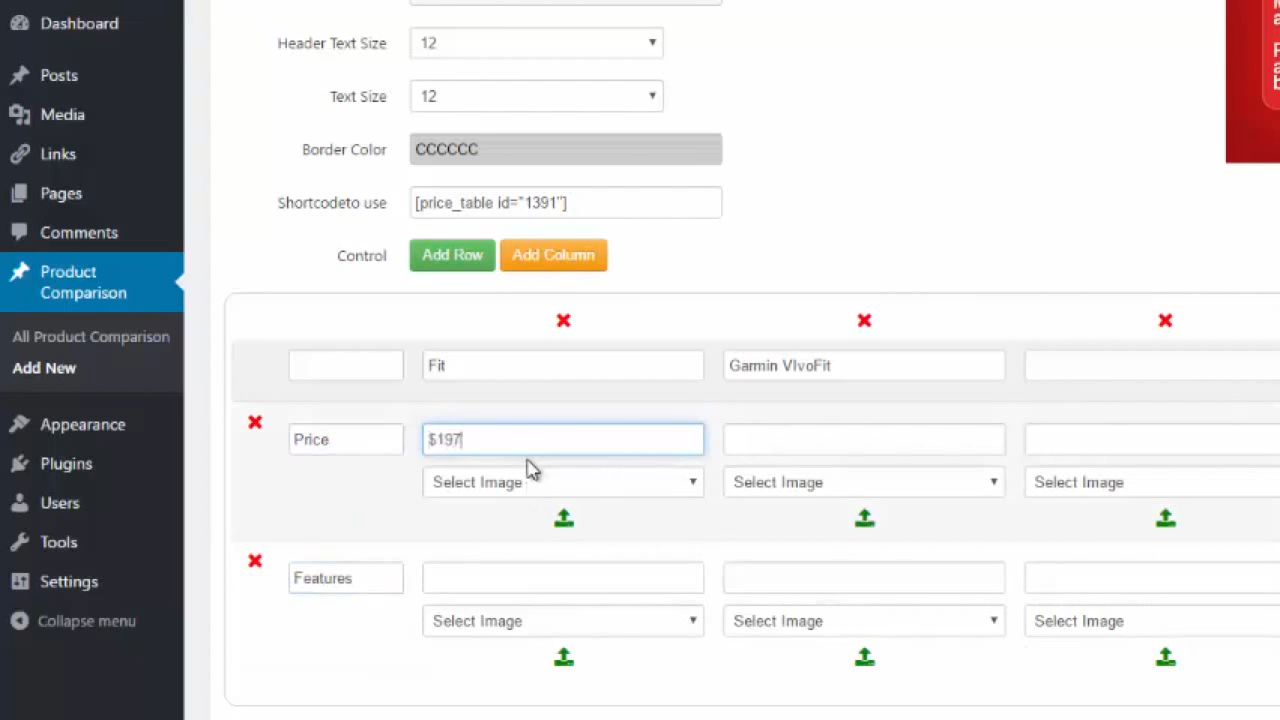 Dashboard
Posts
Media
Links
Pages
Comments
Product
Comparison
All Product Comparison
Add New
Appearance
Plugins
Users
Tools
Settings
Collapse menu
Header Text Size 12
Text Size 12
Border Color CCCCCC
Shortcodeto use [price_table id="1391"]
Control Add Row Add Column
Fit Garmin VIvoFit
Price $197
Select Image Select Image Select Image
Features
Select Image Select Image Select Image